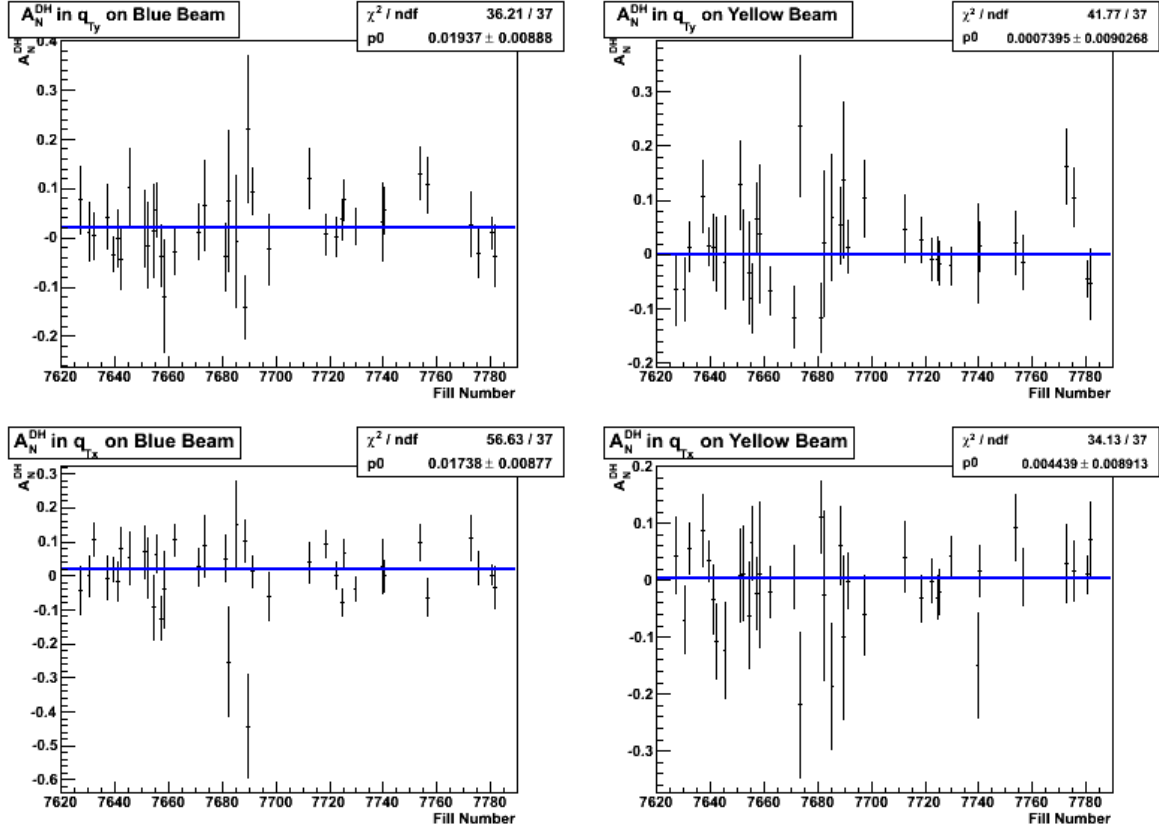 A_N^DH in q_Ty on Blue Beam
χ² / ndf 36.21 / 37
p0 0.01937 ± 0.00888
A_N^DH
0.4
0.3
0.2
0.1
-0
-0.1
-0.2
7620 7640 7660 7680 7700 7720 7740 7760 7780
Fill Number
A_N^DH in q_Ty on Yellow Beam
χ² / ndf 41.77 / 37
p0 0.0007395 ± 0.0090268
A_N^DH
0.3
0.2
0.1
0
-0.1
-0.2
7620 7640 7660 7680 7700 7720 7740 7760 7780
Fill Number
A_N^DH in q_Tx on Blue Beam
χ² / ndf 56.63 / 37
p0 0.01738 ± 0.00877
A_N^DH
0.3
0.2
0.1
0
-0.1
-0.2
-0.3
-0.4
-0.5
-0.6
7620 7640 7660 7680 7700 7720 7740 7760 7780
Fill Number
A_N^DH in q_Tx on Yellow Beam
χ² / ndf 34.13 / 37
p0 0.004439 ± 0.008913
A_N^DH
0.2
0.1
0
-0.1
-0.2
-0.3
7620 7640 7660 7680 7700 7720 7740 7760 7780
Fill Number